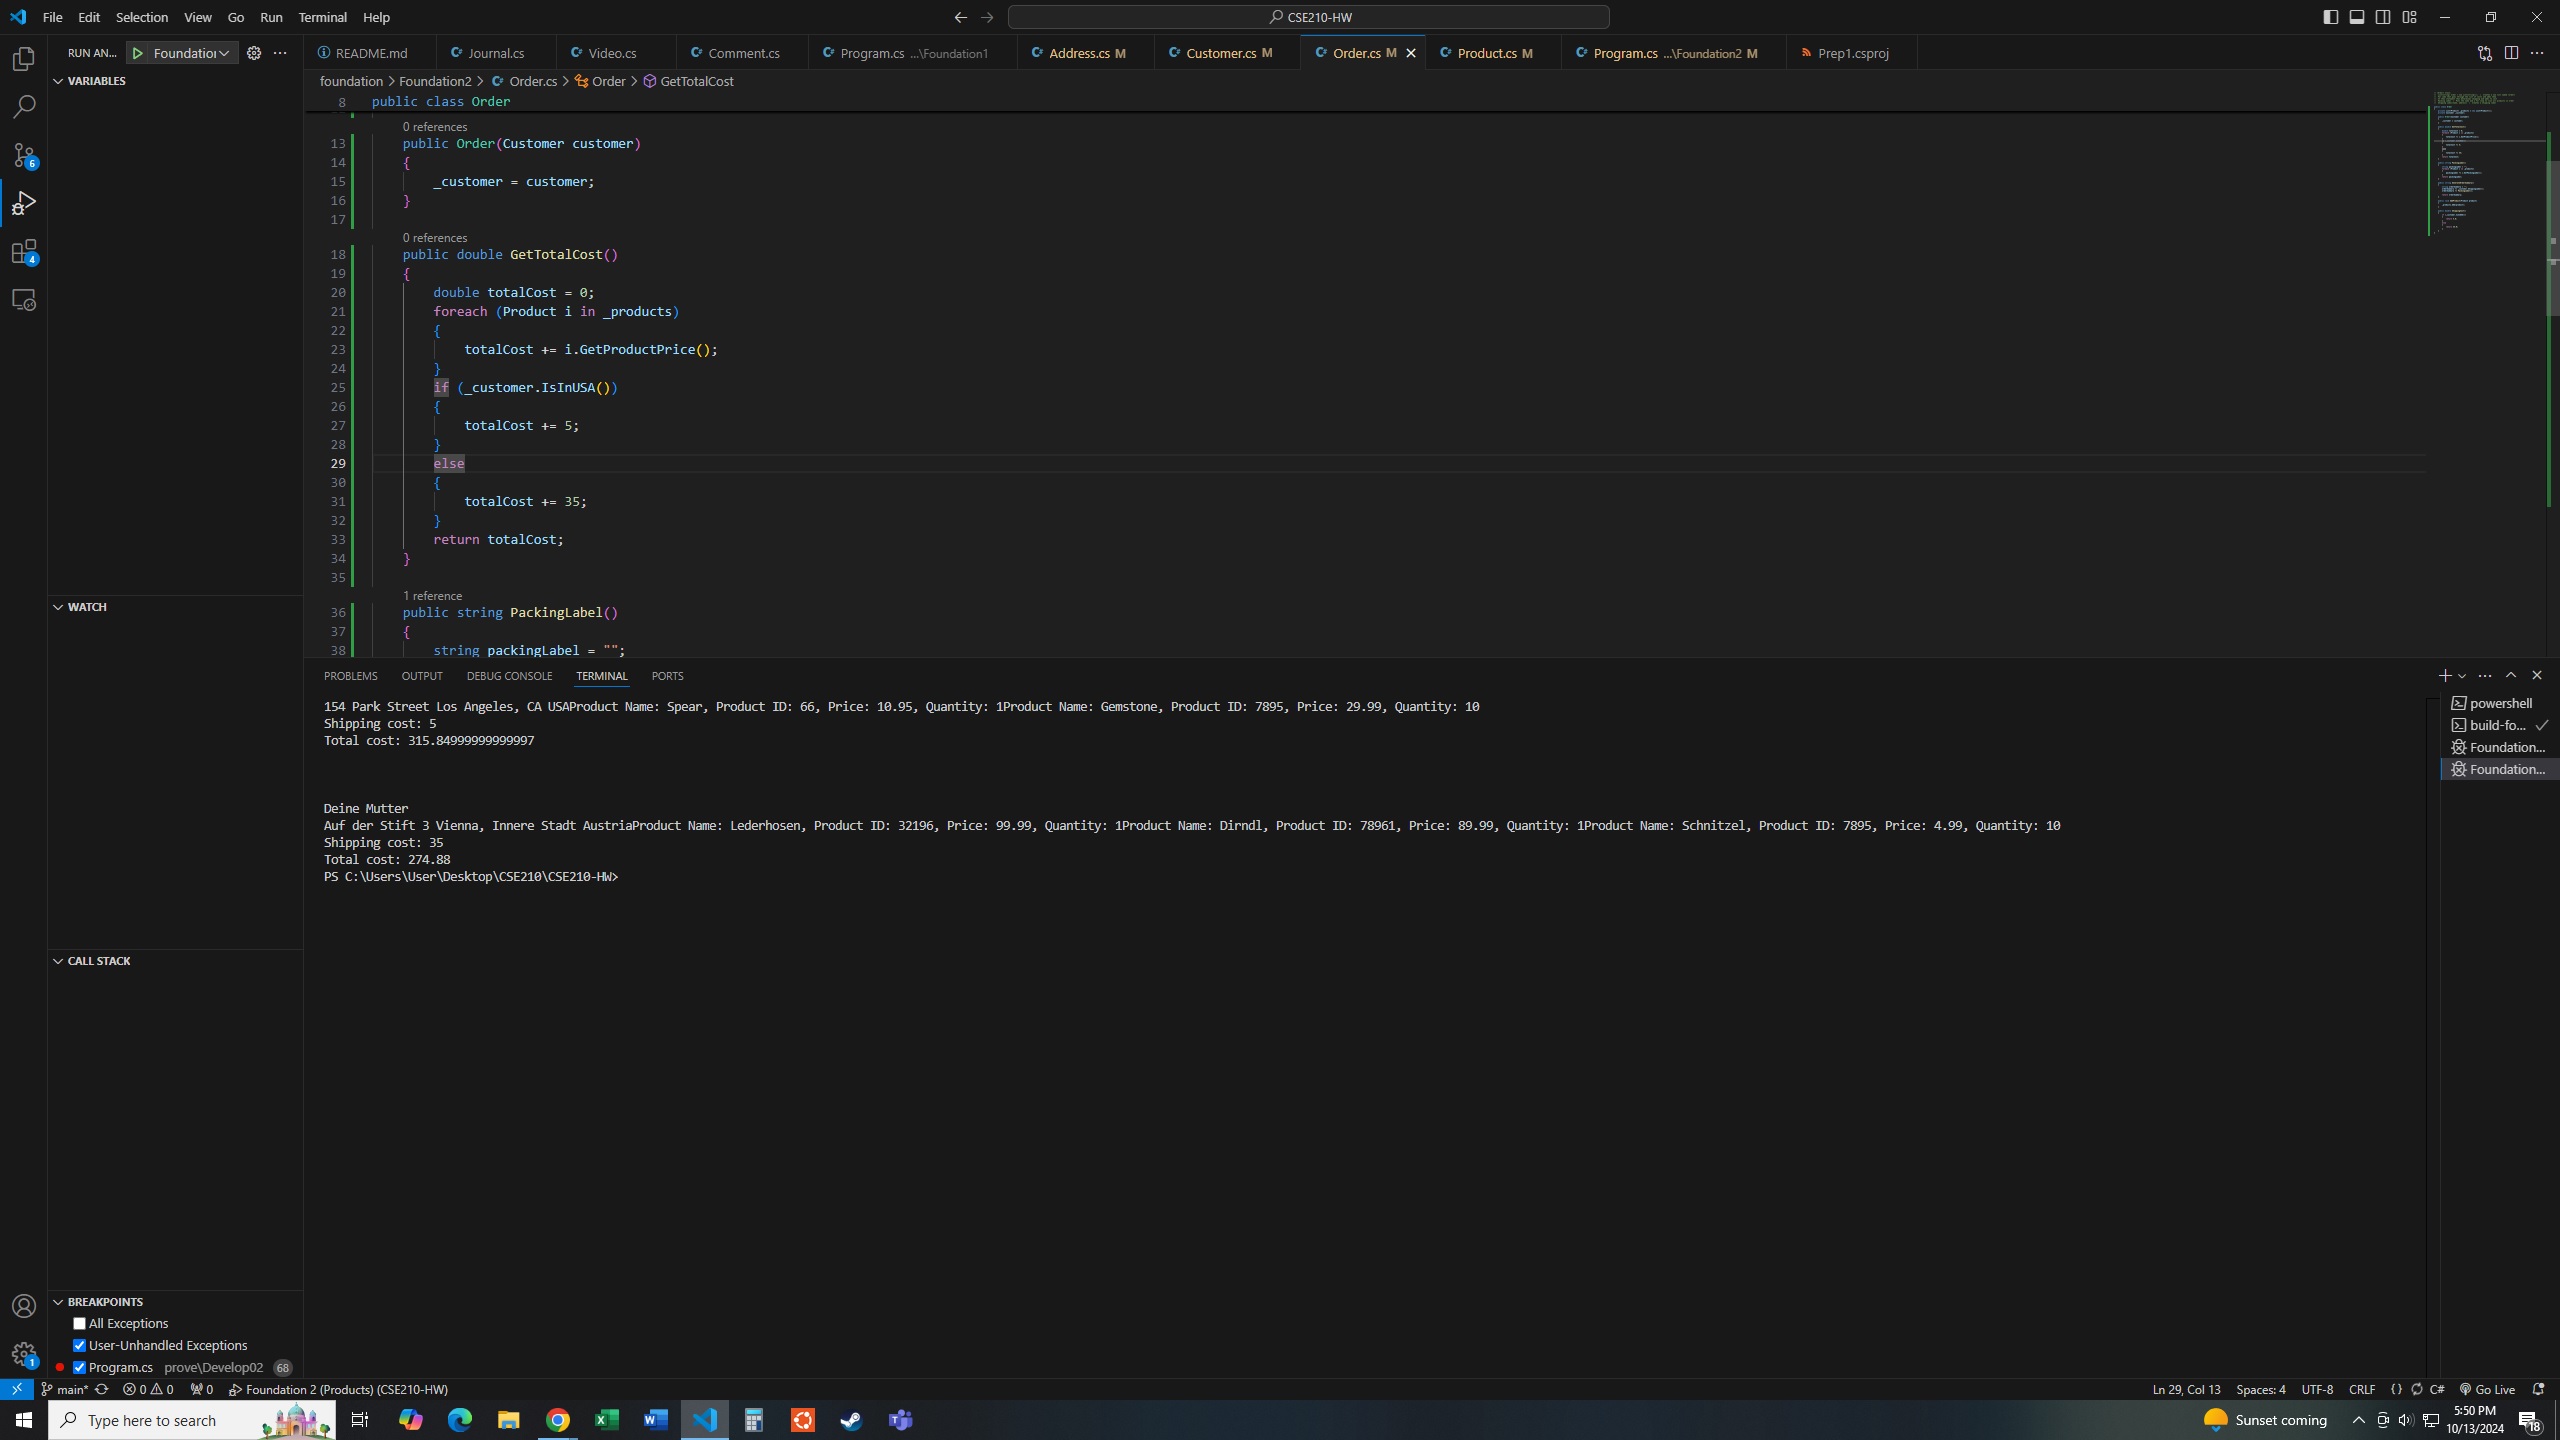 File Edit Selection View Go Run Terminal Help
CSE210-HW
RUN AN... Foundation
README.md Journal.cs Video.cs Comment.cs Program.cs ...\Foundation1 Address.cs M Customer.cs M Order.cs M Product.cs M Program.cs ...\Foundation2 M Prep1.csproj
foundation > Foundation2 > Order.cs > Order > GetTotalCost
VARIABLES
8 public class Order
0 references
13 public Order(Customer customer)
14 {
15 _customer = customer;
16 }
17
0 references
18 public double GetTotalCost()
19 {
20 double totalCost = 0;
21 foreach (Product i in _products)
22 {
23 totalCost += i.GetProductPrice();
24 }
25 if (_customer.IsInUSA())
26 {
27 totalCost += 5;
28 }
29 else
30 {
31 totalCost += 35;
32 }
33 return totalCost;
34 }
35
1 reference
36 public string PackingLabel()
37 {
38 string packingLabel = "";
WATCH
CALL STACK
BREAKPOINTS
All Exceptions
User-Unhandled Exceptions
Program.cs prove\Develop02 68
PROBLEMS OUTPUT DEBUG CONSOLE TERMINAL PORTS
154 Park Street Los Angeles, CA USAProduct Name: Spear, Product ID: 66, Price: 10.95, Quantity: 1Product Name: Gemstone, Product ID: 7895, Price: 29.99, Quantity: 10
Shipping cost: 5
Total cost: 315.84999999999997
Deine Mutter
Auf der Stift 3 Vienna, Innere Stadt AustriaProduct Name: Lederhosen, Product ID: 32196, Price: 99.99, Quantity: 1Product Name: Dirndl, Product ID: 78961, Price: 89.99, Quantity: 1Product Name: Schnitzel, Product ID: 7895, Price: 4.99, Quantity: 10
Shipping cost: 35
Total cost: 274.88
PS C:\Users\User\Desktop\CSE210\CSE210-HW>
powershell
build-fo...
Foundation...
Foundation...
6
4
1
main* 0 0 0 Foundation 2 (Products) (CSE210-HW)
Ln 29, Col 13 Spaces: 4 UTF-8 CRLF {} C# Go Live
Type here to search
Sunset coming
5:50 PM
10/13/2024
18